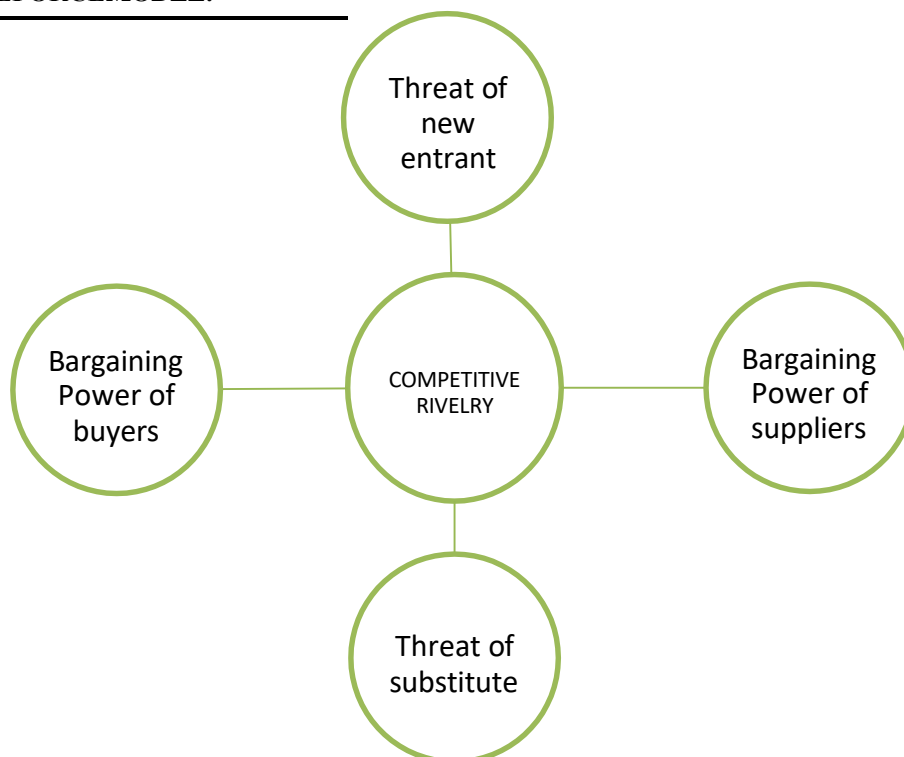 Threat of
new
entrant
Bargaining
Power of
buyers
COMPETITIVE
RIVELRY
Bargaining
Power of
suppliers
Threat of
substitute